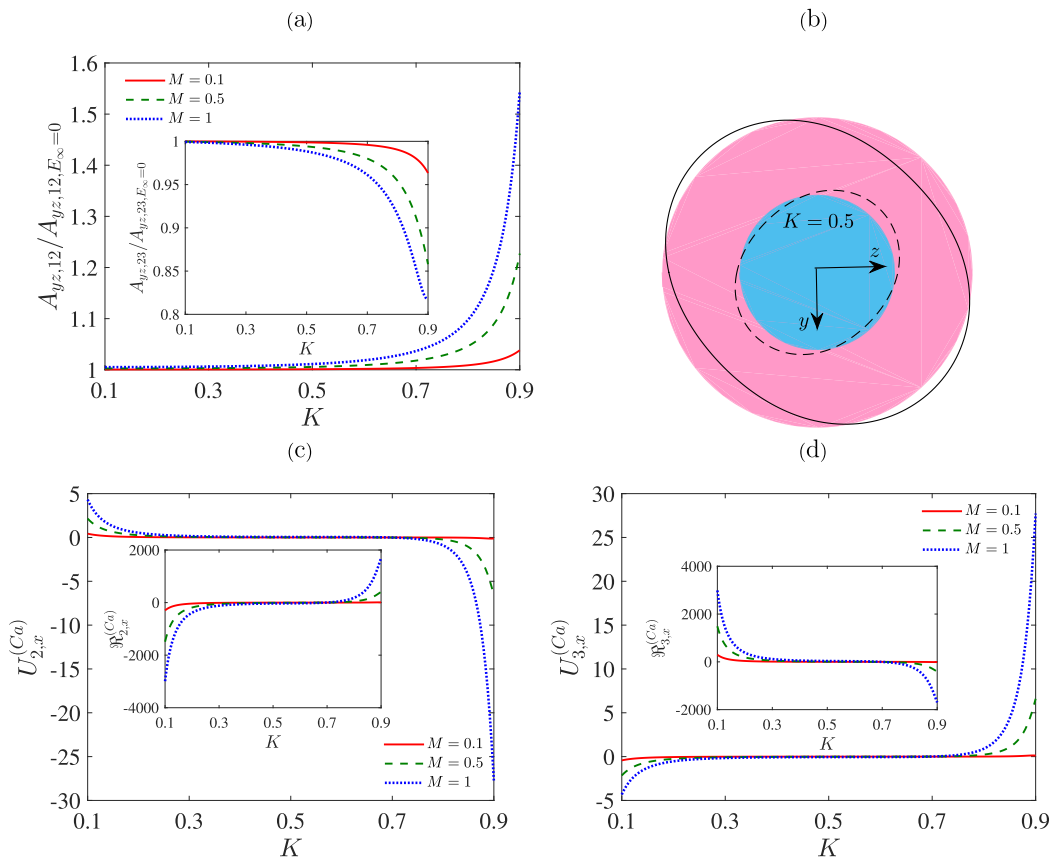 (a)
1.6
1.5
1.4
1.3
1.2
1.1
1
0.1 0.3 0.5 0.7 0.9
K
A_{yz,12}/A_{yz,12,E_∞=0}
M = 0.1
M = 0.5
M = 1
1
0.95
0.9
0.85
0.8
0.1 0.3 0.5 0.7 0.9
K
A_{yz,23}/A_{yz,23,E_∞=0}
(b)
K = 0.5
z
y
(c)
5
0
-5
-10
-15
-20
-25
-30
0.1 0.3 0.5 0.7 0.9
K
U_{2,x}^{(Ca)}
2000
0
-2000
-4000
0.1 0.3 0.5 0.7 0.9
K
ℜ_{2,x}^{(Ca)}
M = 0.1
M = 0.5
M = 1
(d)
30
25
20
15
10
5
0
-5
0.1 0.3 0.5 0.7 0.9
K
U_{3,x}^{(Ca)}
M = 0.1
M = 0.5
M = 1
4000
2000
0
-2000
0.1 0.3 0.5 0.7 0.9
K
ℜ_{3,x}^{(Ca)}